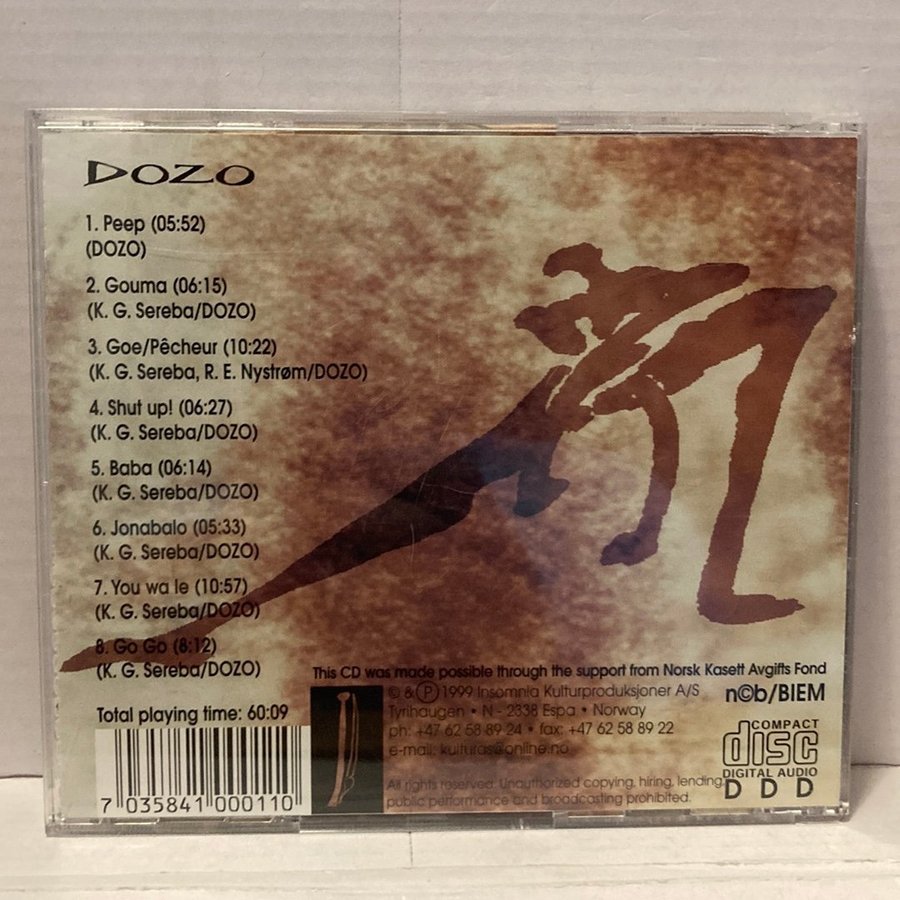 DOZO
1. Peep (05:52)
(DOZO)
2. Gouma (06:15)
(K. G. Sereba/DOZO)
3. Goe/Pêcheur (10:22)
(K. G. Sereba, R. E. Nystrøm/DOZO)
4. Shut up! (06:27)
(K. G. Sereba/DOZO)
5. Baba (06:14)
(K. G. Sereba/DOZO)
6. Jonabalo (05:33)
(K. G. Sereba/DOZO)
7. You wa le (10:57)
(K. G. Sereba/DOZO)
8. Go Go (8:12)
(K. G. Sereba/DOZO)
Total playing time: 60:09
7 035841 000110
This CD was made possible through the support from Norsk Kasett Avgifts Fond
© & Ⓟ 1999 Insomnia Kulturproduksjoner A/S
Tyrihaugen • N - 2338 Espa • Norway
ph: +47 62 58 89 24 • fax: +47 62 58 89 22
e-mail: kulturas@online.no
All rights reserved. Unauthorized copying, hiring, lending,
public performance and broadcasting prohibited.
n©b/BIEM
COMPACT
disc
DIGITAL AUDIO
D D D